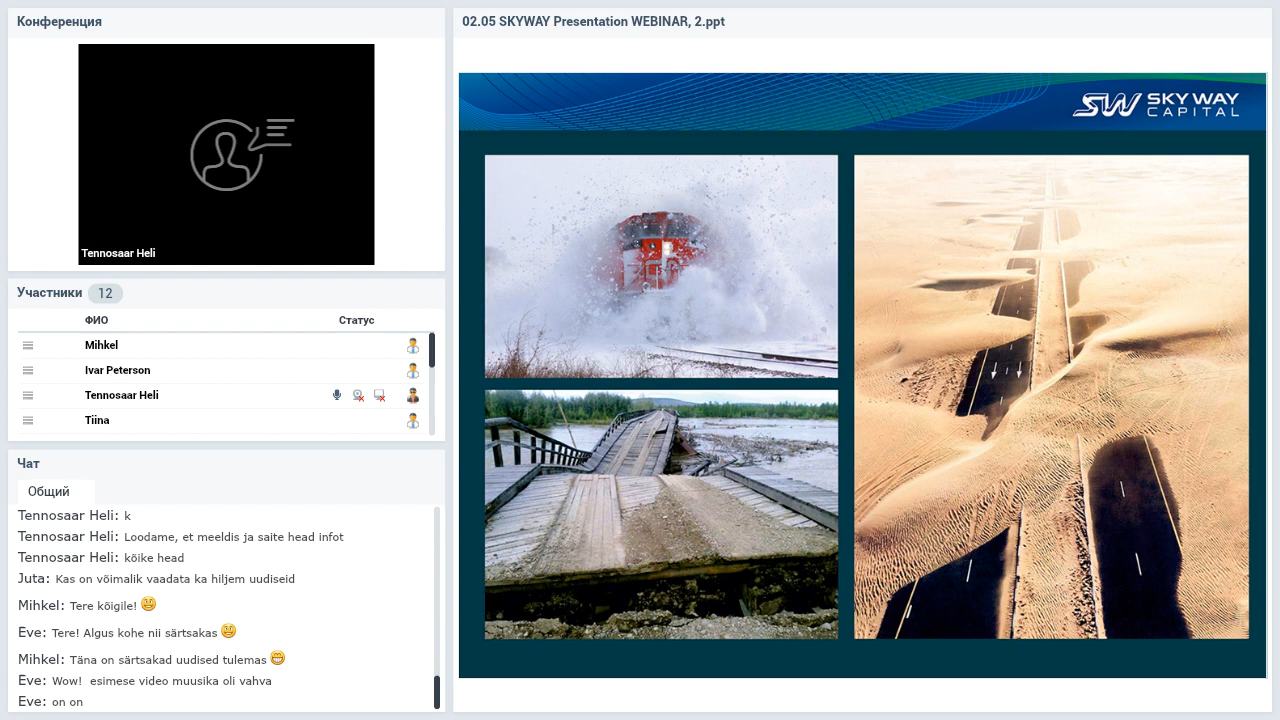 Конференция
Tennosaar Heli
Участники 12
ФИО Статус
Mihkel
Ivar Peterson
Tennosaar Heli
Tiina
Чат
Общий
Tennosaar Heli: k
Tennosaar Heli: Loodame, et meeldis ja saite head infot
Tennosaar Heli: kõike head
Juta: Kas on võimalik vaadata ka hiljem uudiseid
Mihkel: Tere kõigile!
Eve: Tere! Algus kohe nii särtsakas
Mihkel: Täna on särtsakad uudised tulemas
Eve: Wow!  esimese video muusika oli vahva
Eve: on on
02.05 SKYWAY Presentation WEBINAR, 2.ppt
SW SKY WAY
CAPITAL